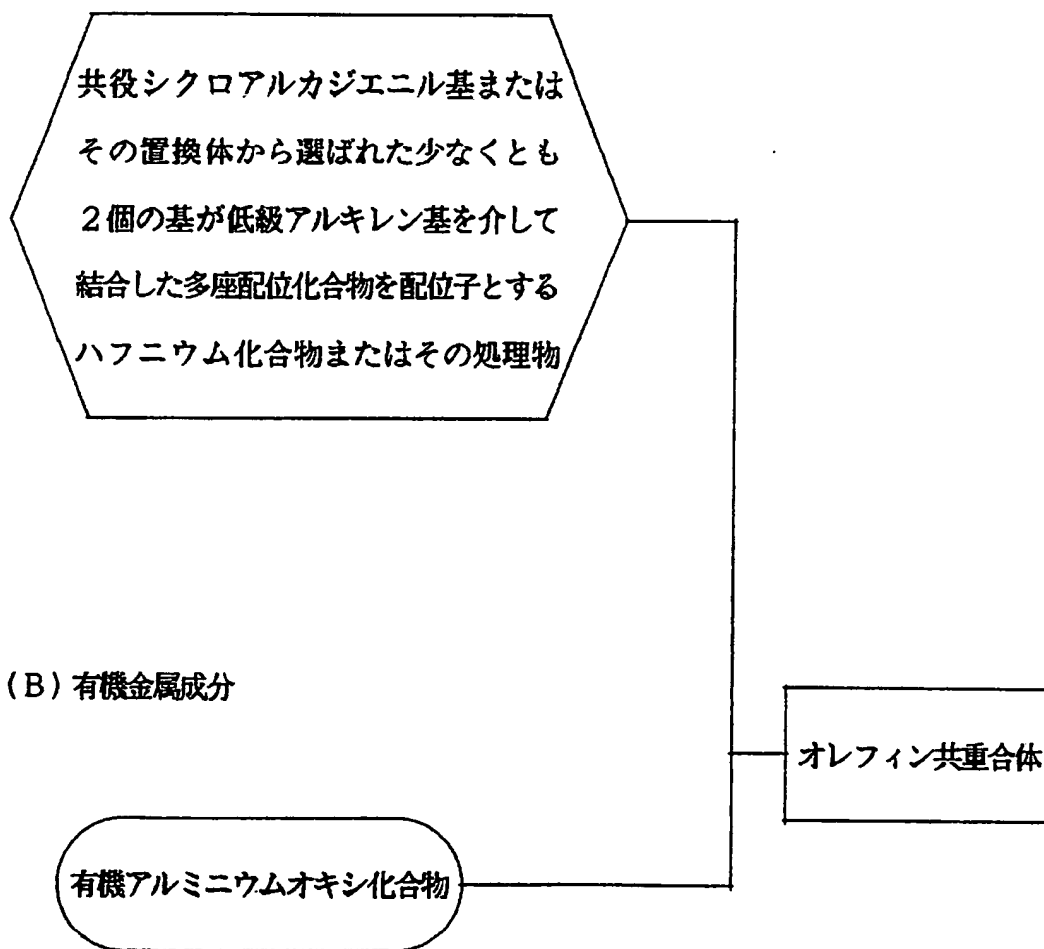 共役シクロアルカジエニル基または
その置換体から選ばれた少なくとも
2個の基が低級アルキレン基を介して
結合した多座配位化合物を配位子とする
ハフニウム化合物またはその処理物
(B) 有機金属成分
オレフィン共重合体
有機アルミニウムオキシ化合物